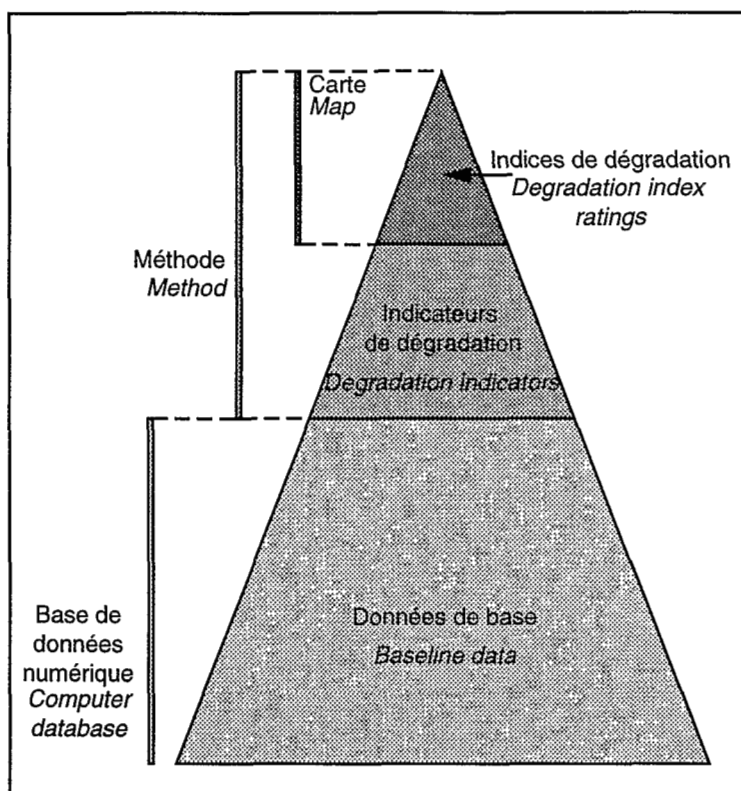 Carte
Map
Indices de dégradation
Degradation index
ratings
Méthode
Method
Indicateurs
de dégradation
Degradation indicators
Base de
données
numérique
Computer
database
Données de base
Baseline data